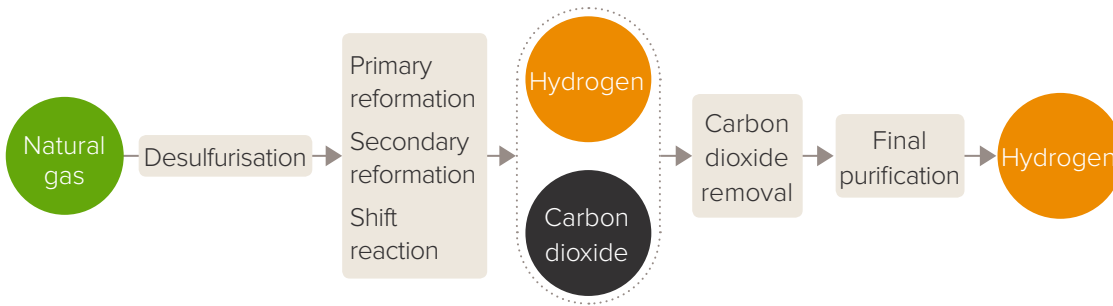 Natural
gas
Desulfurisation
Primary
reformation
Secondary
reformation
Shift
reaction
Hydrogen
Carbon
dioxide
Carbon
dioxide
removal
Final
purification
Hydrogen